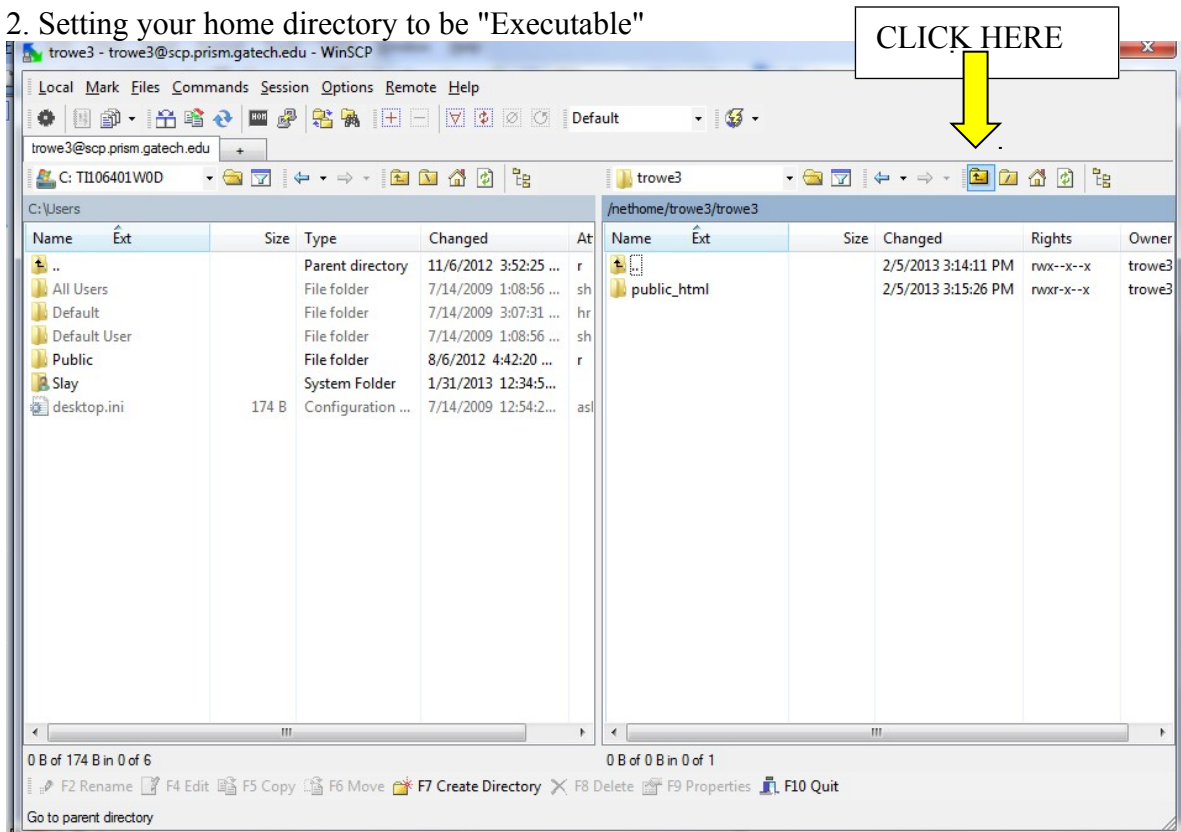 2. Setting your home directory to be "Executable"
CLICK HERE
trowe3 - trowe3@scp.prism.gatech.edu - WinSCP
Local Mark Files Commands Session Options Remote Help
Default
trowe3@scp.prism.gatech.edu +
C: TI106401W0D
trowe3
C:\Users
/nethome/trowe3/trowe3
Name Ext Size Type Changed At
Name Ext Size Changed Rights Owner
.. Parent directory 11/6/2012 3:52:25 ... r
.. 2/5/2013 3:14:11 PM rwx--x--x trowe3
All Users File folder 7/14/2009 1:08:56 ... sh
public_html 2/5/2013 3:15:26 PM rwxr-x--x trowe3
Default File folder 7/14/2009 3:07:31 ... hr
Default User File folder 7/14/2009 1:08:56 ... sh
Public File folder 8/6/2012 4:42:20 ... r
Slay System Folder 1/31/2013 12:34:5...
desktop.ini 174 B Configuration ... 7/14/2009 12:54:2... asl
0 B of 174 B in 0 of 6
0 B of 0 B in 0 of 1
F2 Rename F4 Edit F5 Copy F6 Move F7 Create Directory F8 Delete F9 Properties F10 Quit
Go to parent directory